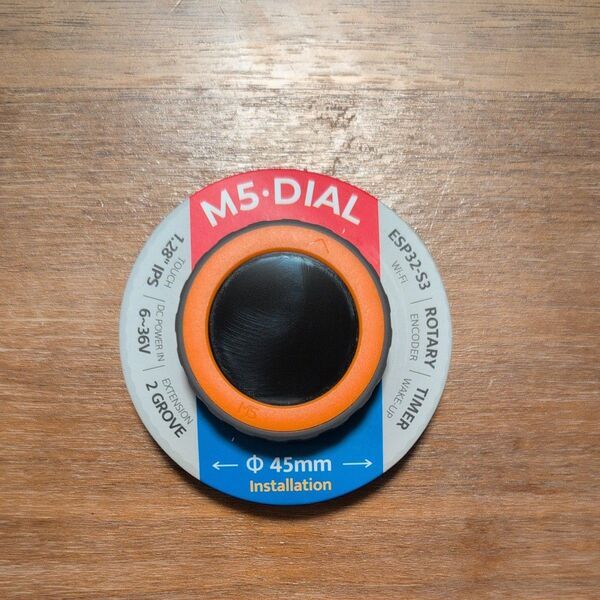 M5·DIAL
1.28" IPS
TOUCH
6~36V
DC POWER IN
2 GROVE
EXTENSION
ESP32-S3
Wi-Fi
ROTARY
ENCODER
TIMER
WAKE-UP
M5
← Φ 45mm →
Installation